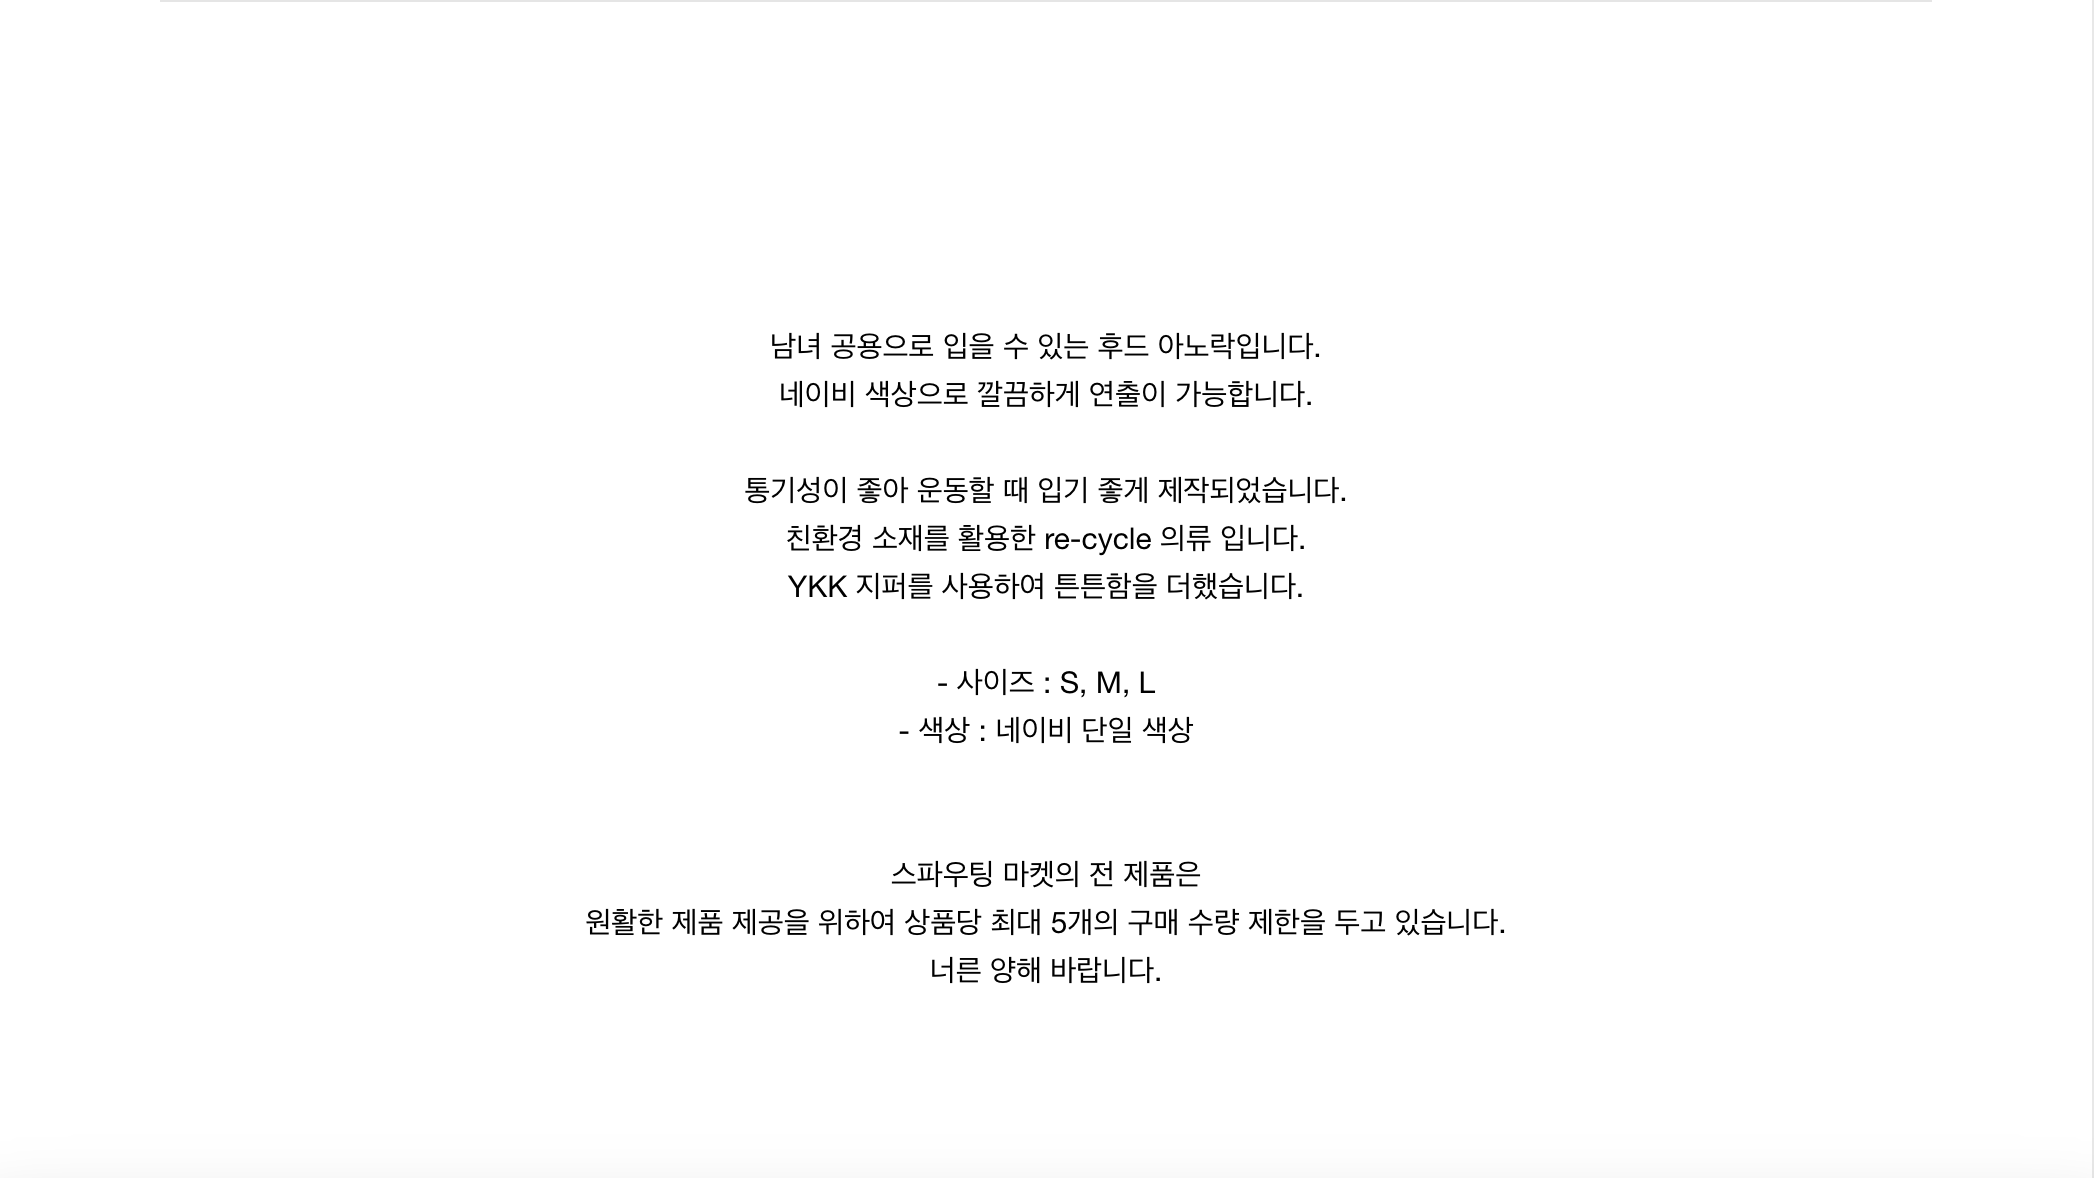 남녀 공용으로 입을 수 있는 후드 아노락입니다.
네이비 색상으로 깔끔하게 연출이 가능합니다.
통기성이 좋아 운동할 때 입기 좋게 제작되었습니다.
친환경 소재를 활용한 re-cycle 의류 입니다.
YKK 지퍼를 사용하여 튼튼함을 더했습니다.
- 사이즈 : S, M, L
- 색상 : 네이비 단일 색상
스파우팅 마켓의 전 제품은
원활한 제품 제공을 위하여 상품당 최대 5개의 구매 수량 제한을 두고 있습니다.
너른 양해 바랍니다.